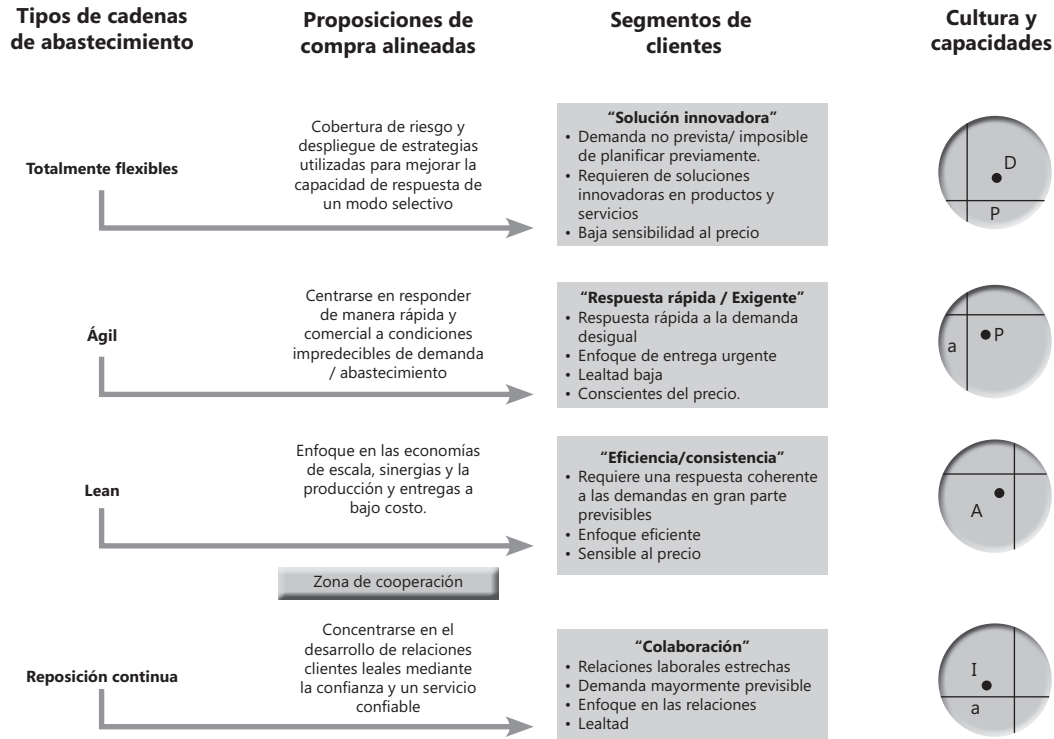 Tipos de cadenas
de abastecimiento
Proposiciones de
compra alineadas
Segmentos de
clientes
Cultura y
capacidades
Totalmente flexibles
Cobertura de riesgo y
despliegue de estrategias
utilizadas para mejorar la
capacidad de respuesta de
un modo selectivo
“Solución innovadora”
• Demanda no prevista/ imposible
de planificar previamente.
• Requieren de soluciones
innovadoras en productos y
servicios
• Baja sensibilidad al precio
D
P
Ágil
Centrarse en responder
de manera rápida y
comercial a condiciones
impredecibles de demanda
/ abastecimiento
“Respuesta rápida / Exigente”
• Respuesta rápida a la demanda
desigual
• Enfoque de entrega urgente
• Lealtad baja
• Conscientes del precio.
P
a
Lean
Enfoque en las economías
de escala, sinergias y la
producción y entregas a
bajo costo.
“Eficiencia/consistencia”
• Requiere una respuesta coherente
a las demandas en gran parte
previsibles
• Enfoque eficiente
• Sensible al precio
A
Zona de cooperación
Reposición continua
Concentrarse en el
desarrollo de relaciones
clientes leales mediante
la confianza y un servicio
confiable
“Colaboración”
• Relaciones laborales estrechas
• Demanda mayormente previsible
• Enfoque en las relaciones
• Lealtad
I
a